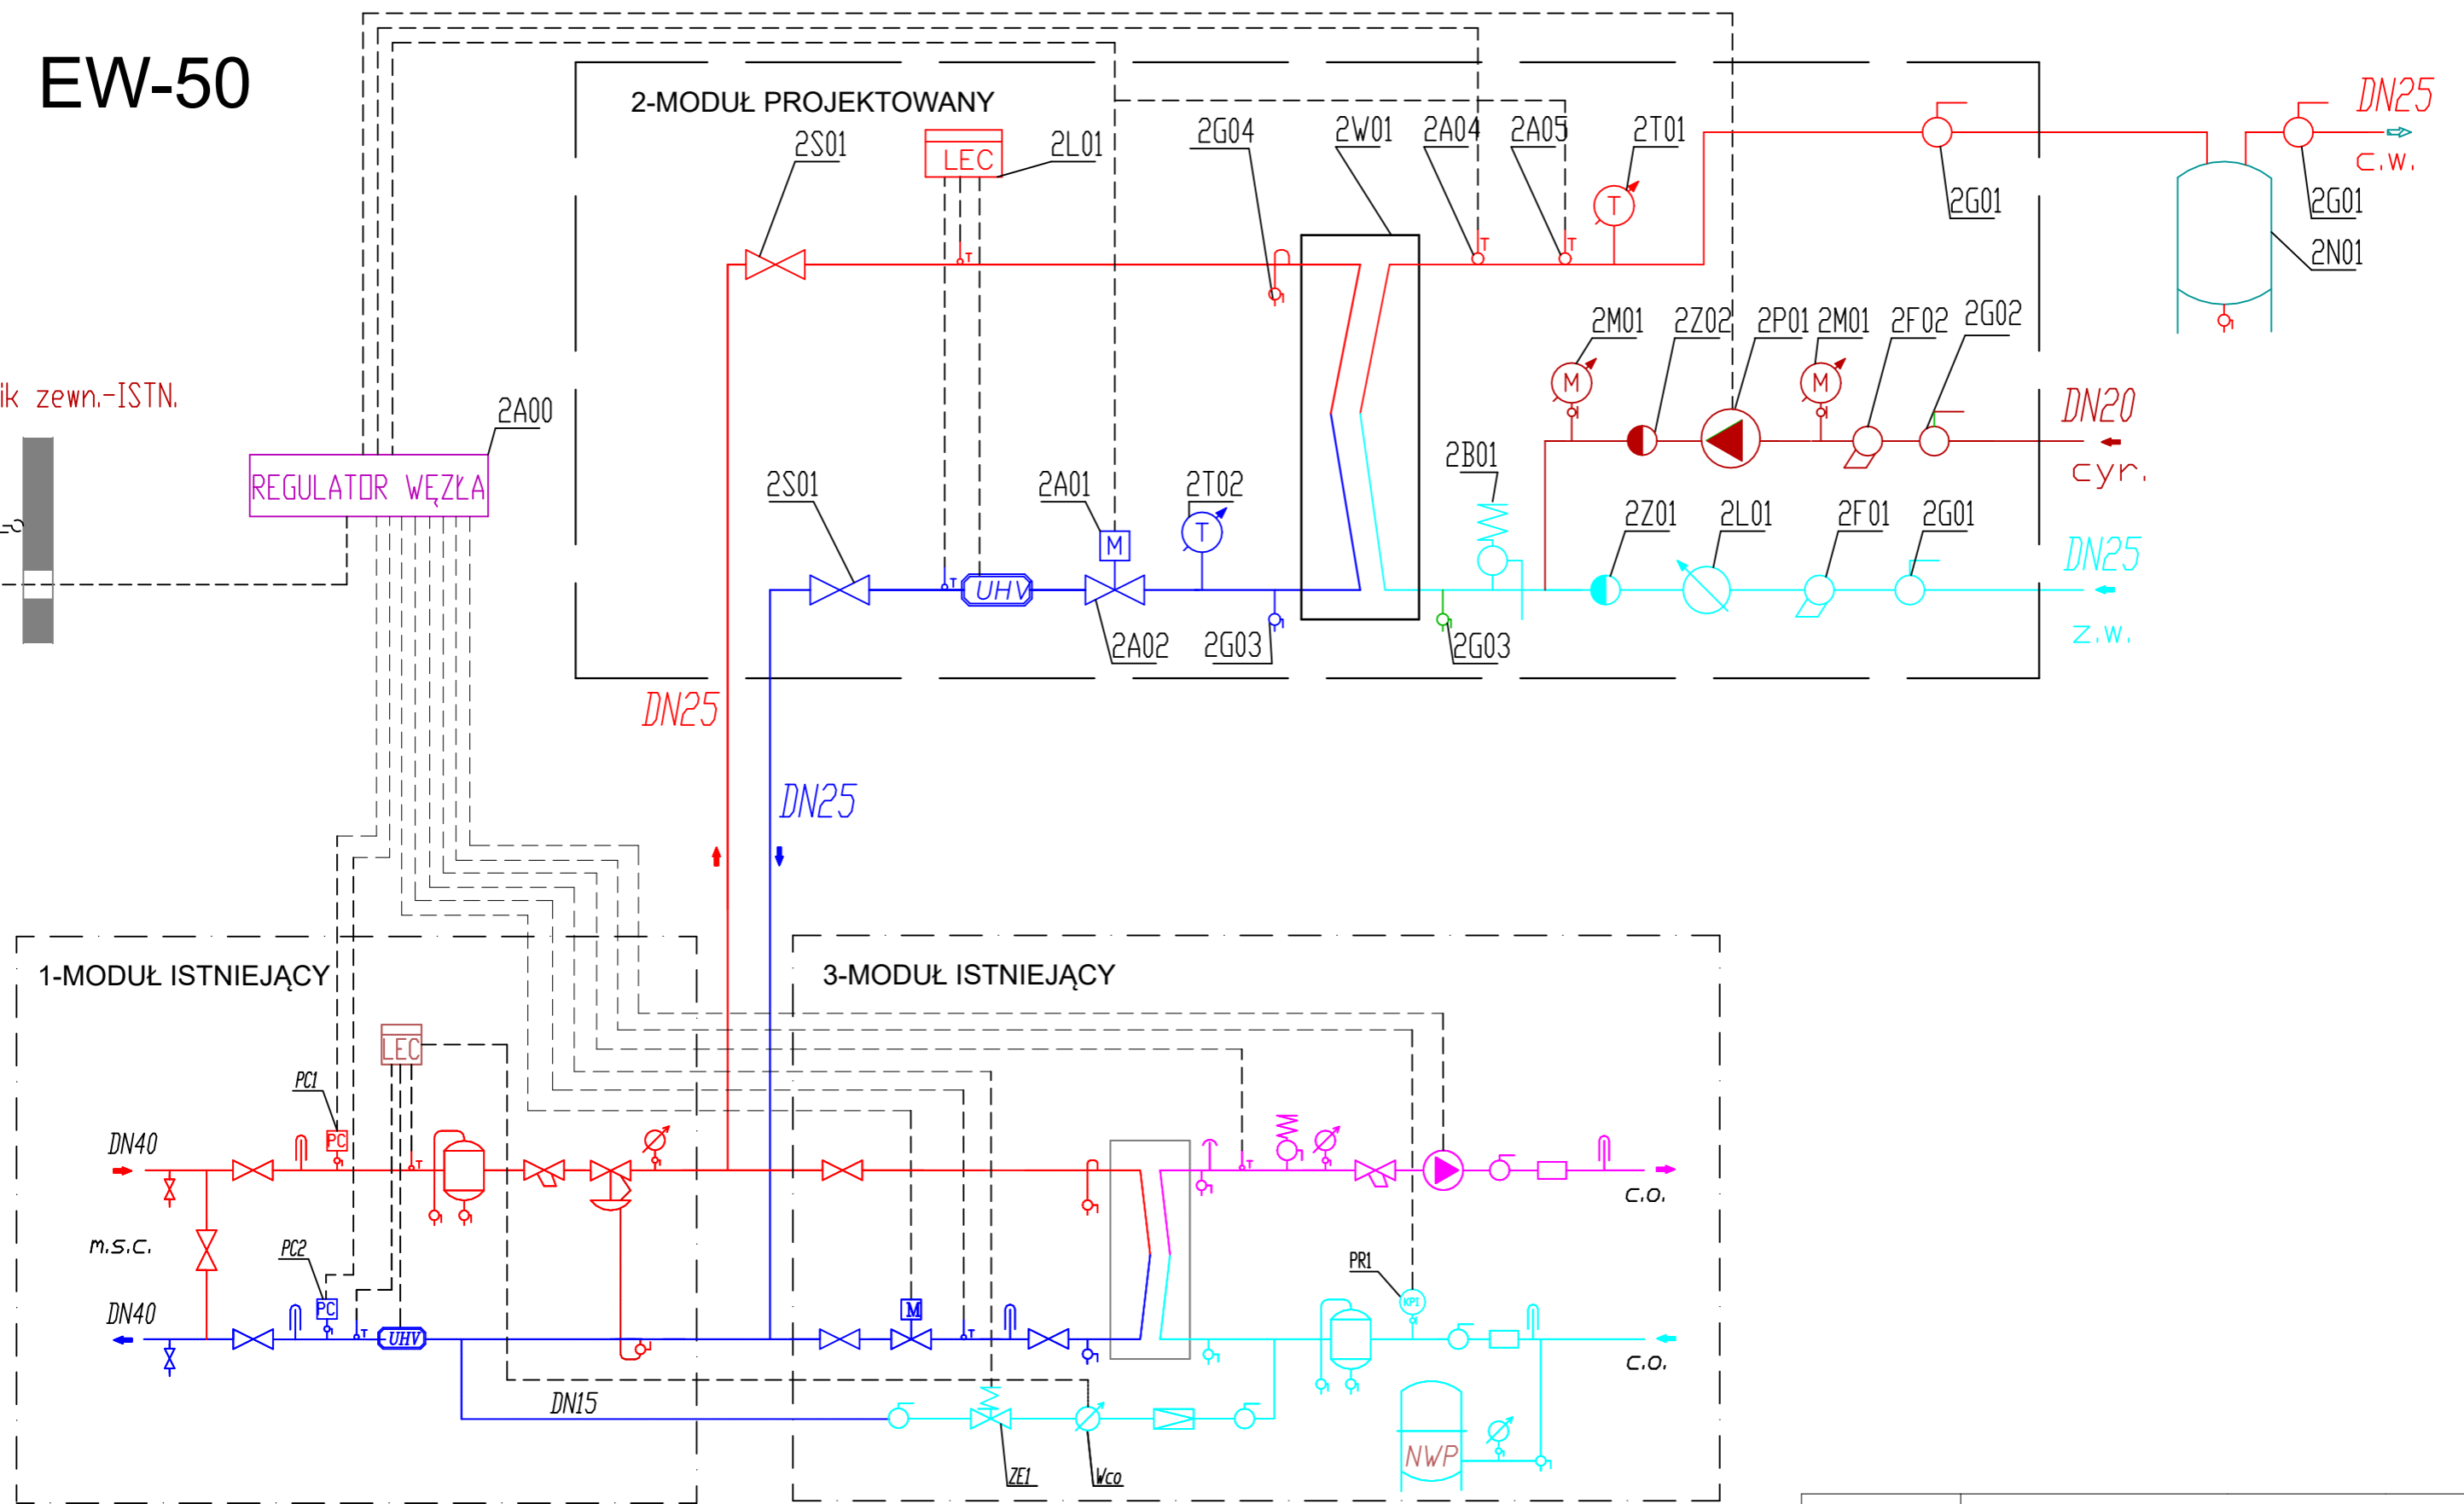 EW-50
DN25
2-MODUŁ PROJEKTOWANY
2S01
LEC
2L01
2G04
2W01
2A04
2A05
2T01
T
T
T
T
c.w.
2G01
2G01
2N01
2M01
2Z02
2P01
2M01
2F02
2G02
M
M
ik zewn.-ISTN.
2A00
DN20
cyr.
REGULATOR WĘZŁA
2S01
2A01
2T02
2B01
2Z01
2L01
2F01
2G01
M
T
DN25
T
UHV
2A02
2G03
2G03
z.w.
DN25
DN25
1-MODUŁ ISTNIEJĄCY
3-MODUŁ ISTNIEJĄCY
LEC
PC1
DN40
PC
T
T
c.o.
m.s.c.
PC2
PR1
DN40
PC
T
UHV
M
T
KPI
c.o.
DN15
NWP
ZE1
Wco